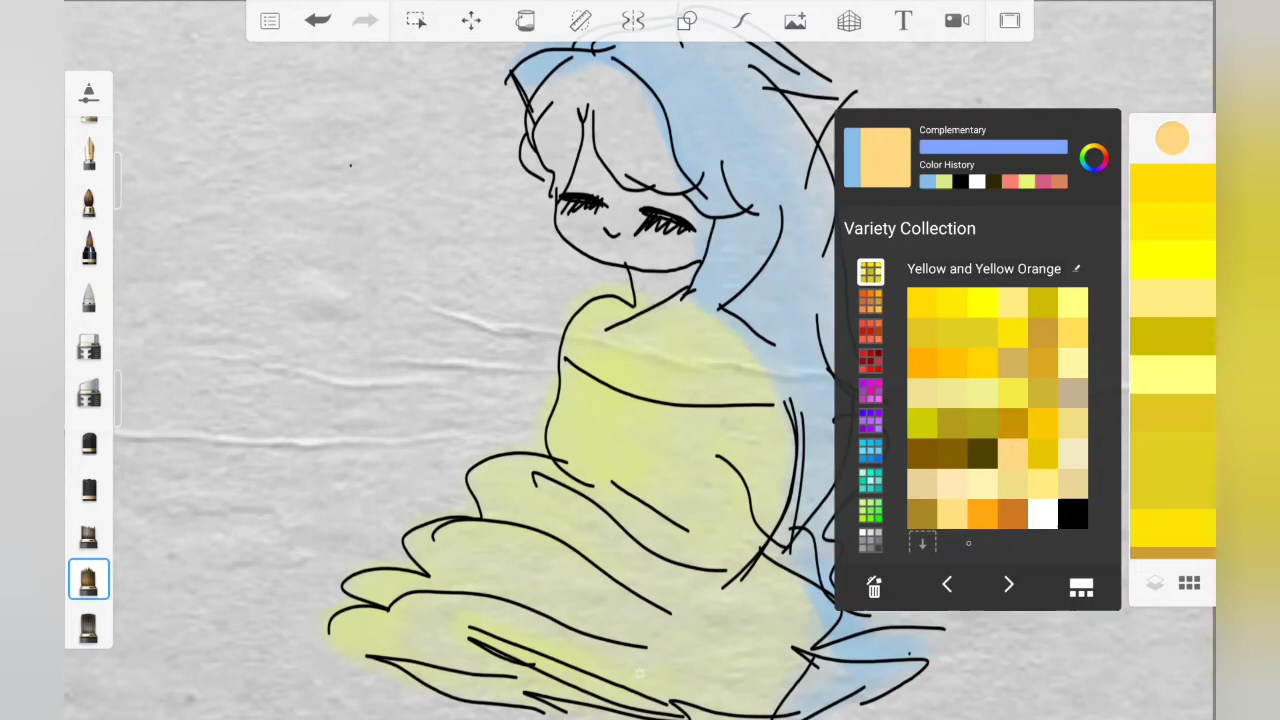 Complementary
Color History
Variety Collection
Yellow and Yellow Orange